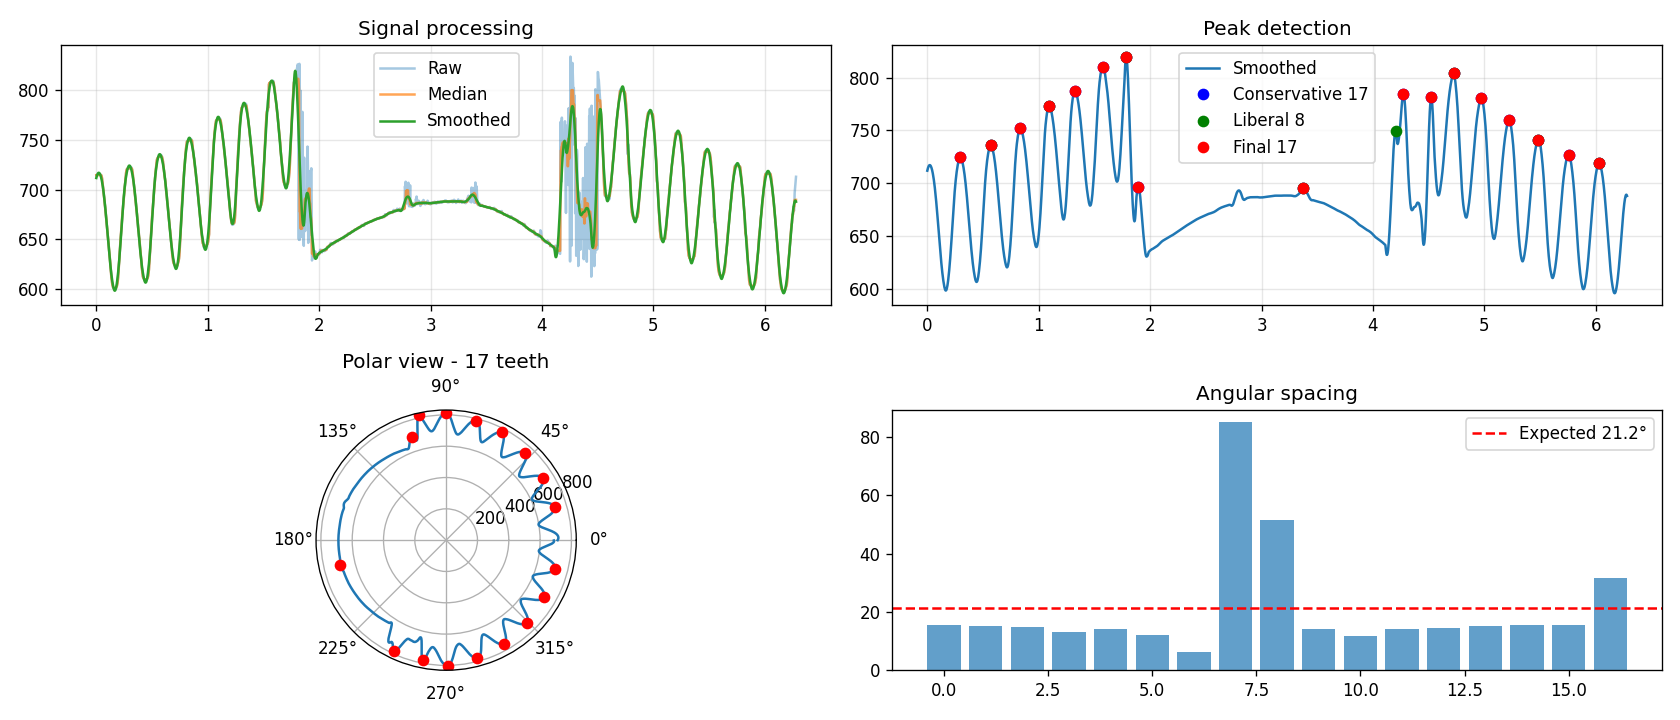 Signal processing
Raw
Median
Smoothed
800
750
700
650
600
0 1 2 3 4 5 6
Peak detection
Smoothed
Conservative 17
Liberal 8
Final 17
800
750
700
650
600
0 1 2 3 4 5 6
Polar view - 17 teeth
90°
135° 45°
800
600
400
200
180° 0°
225° 315°
270°
Angular spacing
Expected 21.2°
80
60
40
20
0
0.0 2.5 5.0 7.5 10.0 12.5 15.0